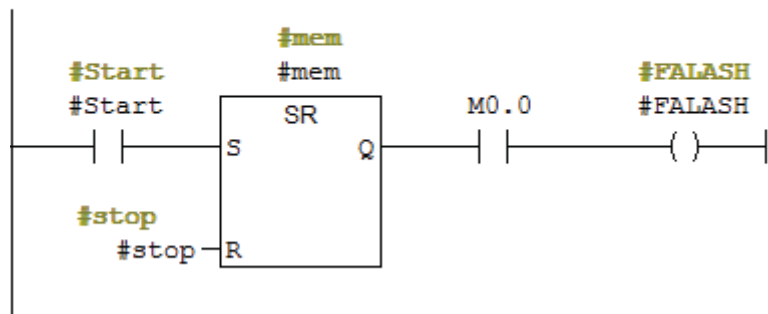 #mem
#Start #mem #FALASH
#Start SR M0.0 #FALASH
S Q
#stop
#stop R